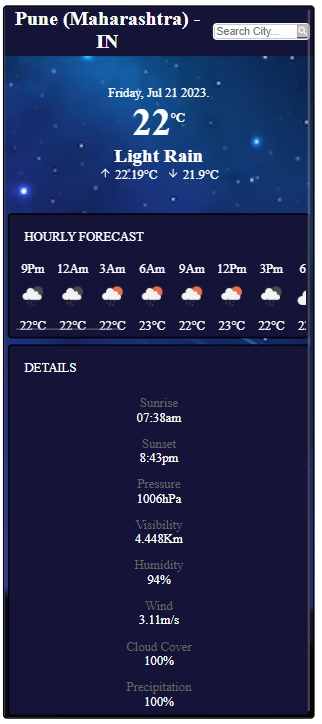 Pune (Maharashtra) -
IN
Search City...
Friday, Jul 21 2023.
22°C
Light Rain
↑ 22.19°C ↓ 21.9°C
HOURLY FORECAST
9Pm 12Am 3Am 6Am 9Am 12Pm 3Pm 6
22°C 22°C 22°C 23°C 22°C 23°C 22°C 2
DETAILS
Sunrise
07:38am
Sunset
8:43pm
Pressure
1006hPa
Visibility
4.448Km
Humidity
94%
Wind
3.11m/s
Cloud Cover
100%
Precipitation
100%